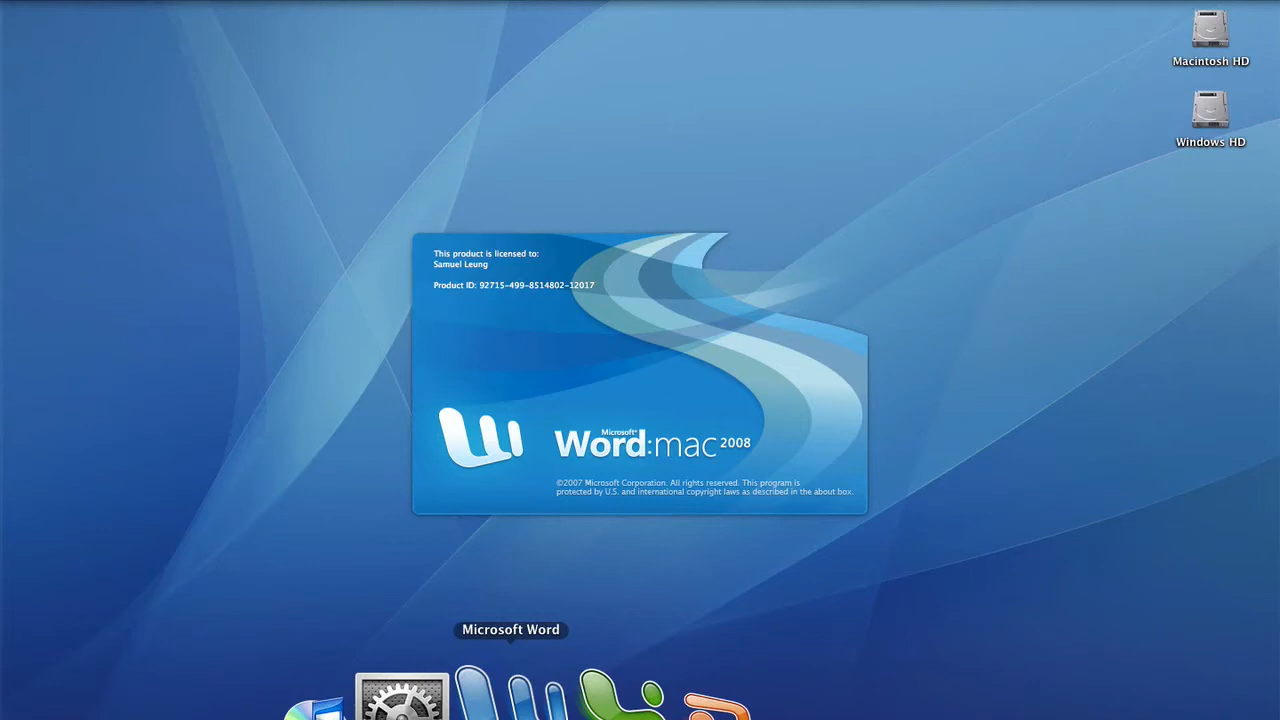 Macintosh HD
Windows HD
This product is licensed to:
Samuel Leung
Product ID: 92715-499-8514802-12017
Microsoft®
Word:mac 2008
©2007 Microsoft Corporation. All rights reserved. This program is
protected by U.S. and international copyright laws as described in the about box.
Microsoft Word